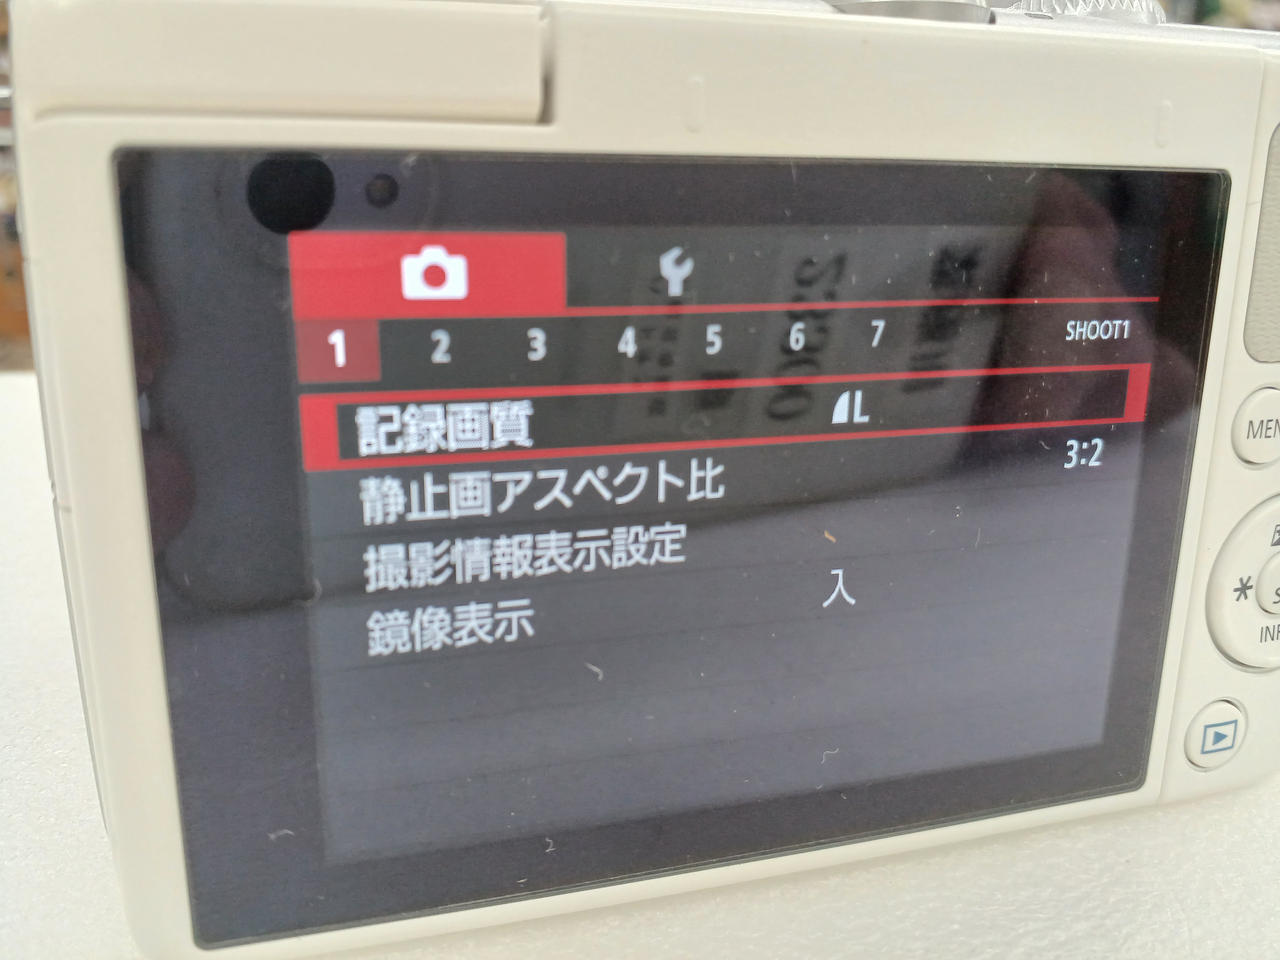 1 2 3 4 5 6 7 SHOOT1
記録画質 L
静止画アスペクト比 3:2
撮影情報表示設定
鏡像表示 入
MEN
INF